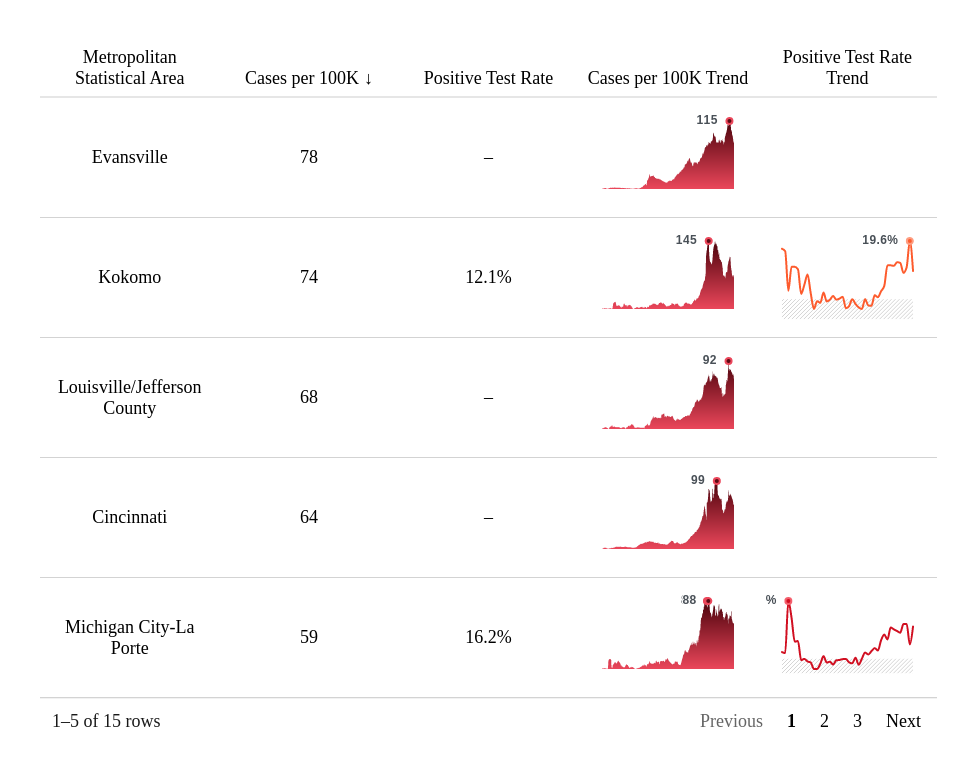 Metropolitan
Statistical Area
Cases per 100K ↓
Positive Test Rate
Cases per 100K Trend
Positive Test Rate
Trend
Evansville
78
–
115
Kokomo
74
12.1%
145
19.6%
Louisville/Jefferson
County
68
–
92
Cincinnati
64
–
99
Michigan City-La
Porte
59
16.2%
88
%
1–5 of 15 rows
Previous
1
2
3
Next